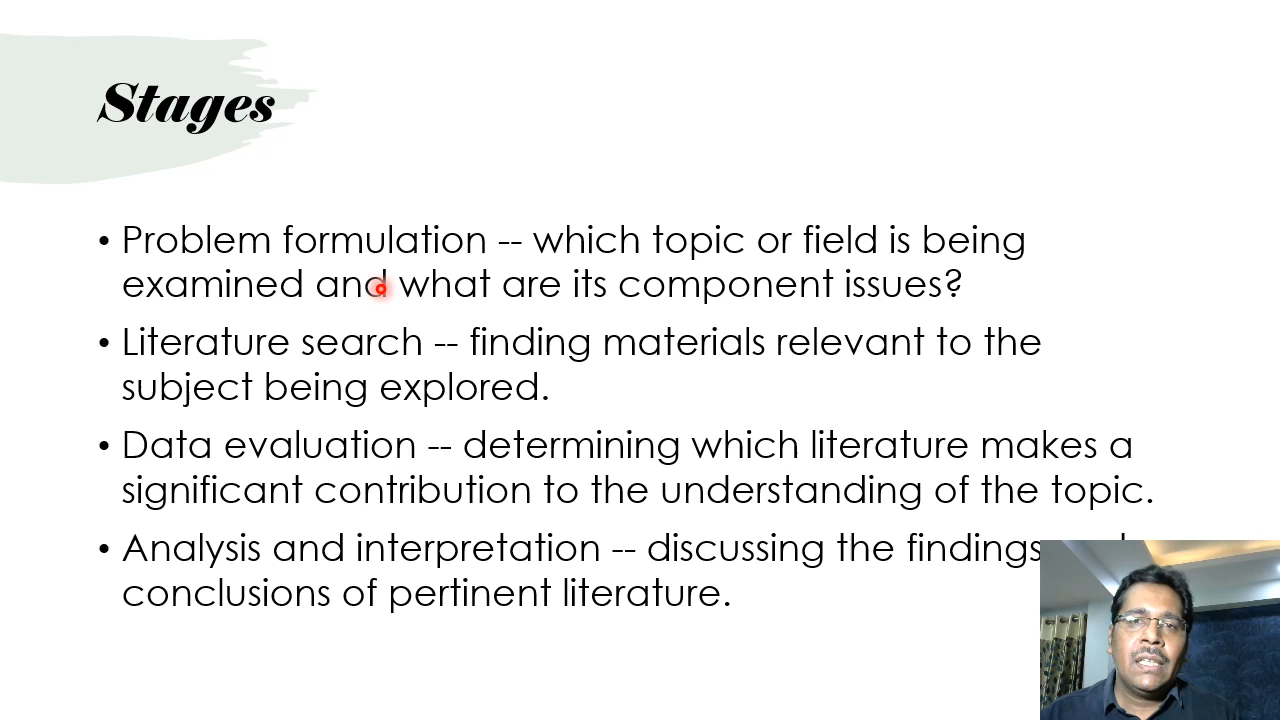 Stages
• Problem formulation -- which topic or field is being
examined and what are its component issues?
• Literature search -- finding materials relevant to the
subject being explored.
• Data evaluation -- determining which literature makes a
significant contribution to the understanding of the topic.
• Analysis and interpretation -- discussing the findings
conclusions of pertinent literature.